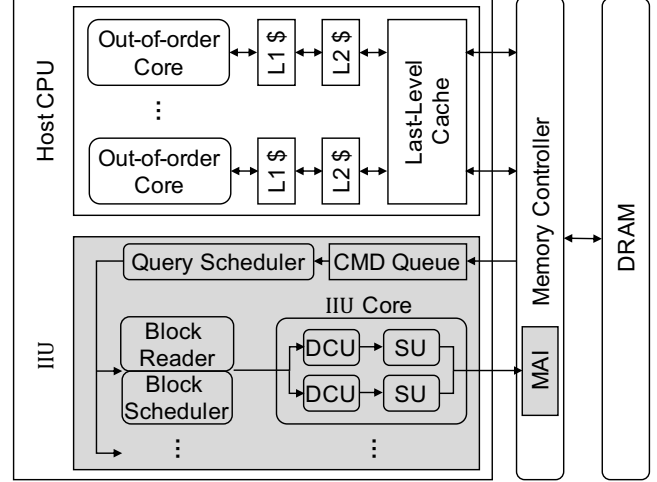 Host CPU
Out-of-order
Core
L1 $
L2 $
...
Out-of-order
Core
L1 $
L2 $
Last-Level
Cache
IIU
Query Scheduler
CMD Queue
IIU Core
Block
Reader
Block
Scheduler
...
DCU
SU
DCU
SU
...
Memory Controller
MAI
DRAM